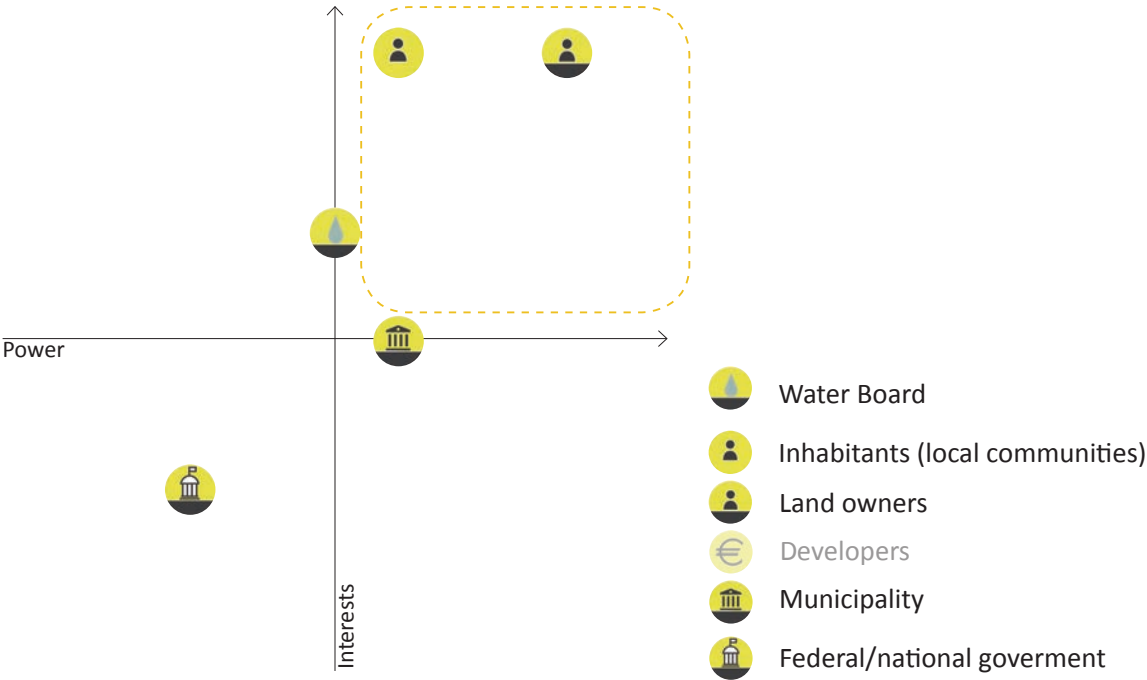 Power
Interests
Water Board
Inhabitants (local communities)
Land owners
€
Developers
Municipality
Federal/national goverment